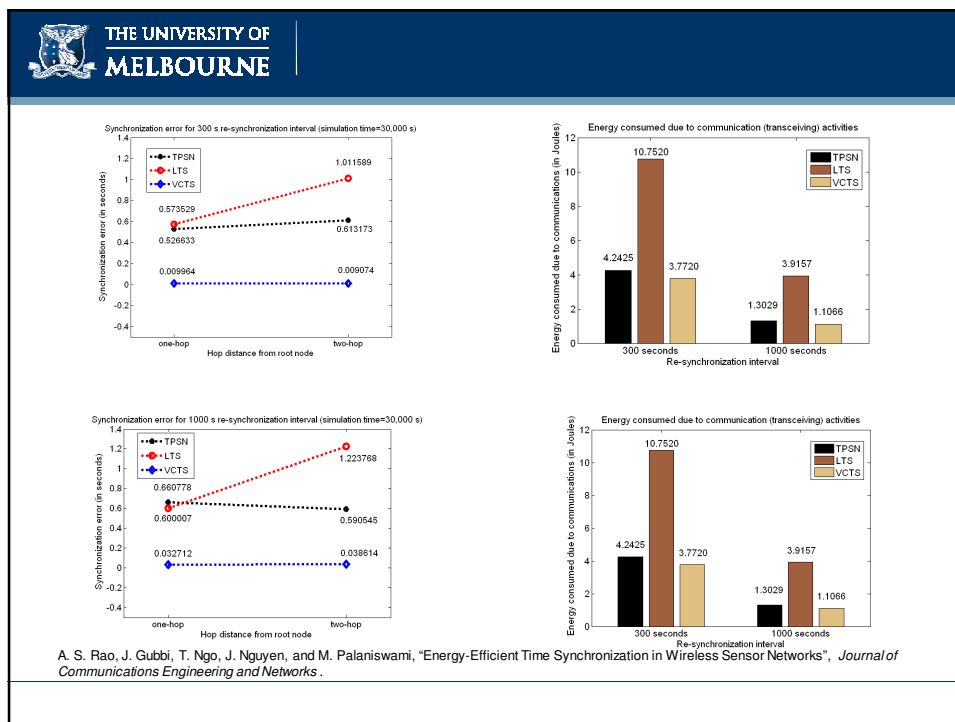 THE UNIVERSITY OF
MELBOURNE
Synchronization error for 300 s re-synchronization interval (simulation time=30,000 s)
Synchronization error (in seconds)
1.4
1.2
1
0.8
0.6
0.4
0.2
0
-0.2
-0.4
TPSN
LTS
VCTS
0.573529
0.526633
0.009964
1.011589
0.613173
0.009074
one-hop
two-hop
Hop distance from root node
Energy consumed due to communication (transceiving) activities
Energy consumed due to communications (in Joules)
12
10
8
6
4
2
0
TPSN
LTS
VCTS
4.2425
10.7520
3.7720
1.3029
3.9157
1.1066
300 seconds
1000 seconds
Re-synchronization interval
Synchronization error for 1000 s re-synchronization interval (simulation time=30,000 s)
Synchronization error (in seconds)
1.4
1.2
1
0.8
0.6
0.4
0.2
0
-0.2
-0.4
TPSN
LTS
VCTS
0.660778
0.600007
0.032712
1.223768
0.590545
0.038614
one-hop
two-hop
Hop distance from root node
Energy consumed due to communication (transceiving) activities
Energy consumed due to communications (in Joules)
12
10
8
6
4
2
0
TPSN
LTS
VCTS
4.2425
10.7520
3.7720
1.3029
3.9157
1.1066
300 seconds
1000 seconds
Re-synchronization interval
A. S. Rao, J. Gubbi, T. Ngo, J. Nguyen, and M. Palaniswami, “Energy-Efficient Time Synchronization in Wireless Sensor Networks”, Journal of
Communications Engineering and Networks .